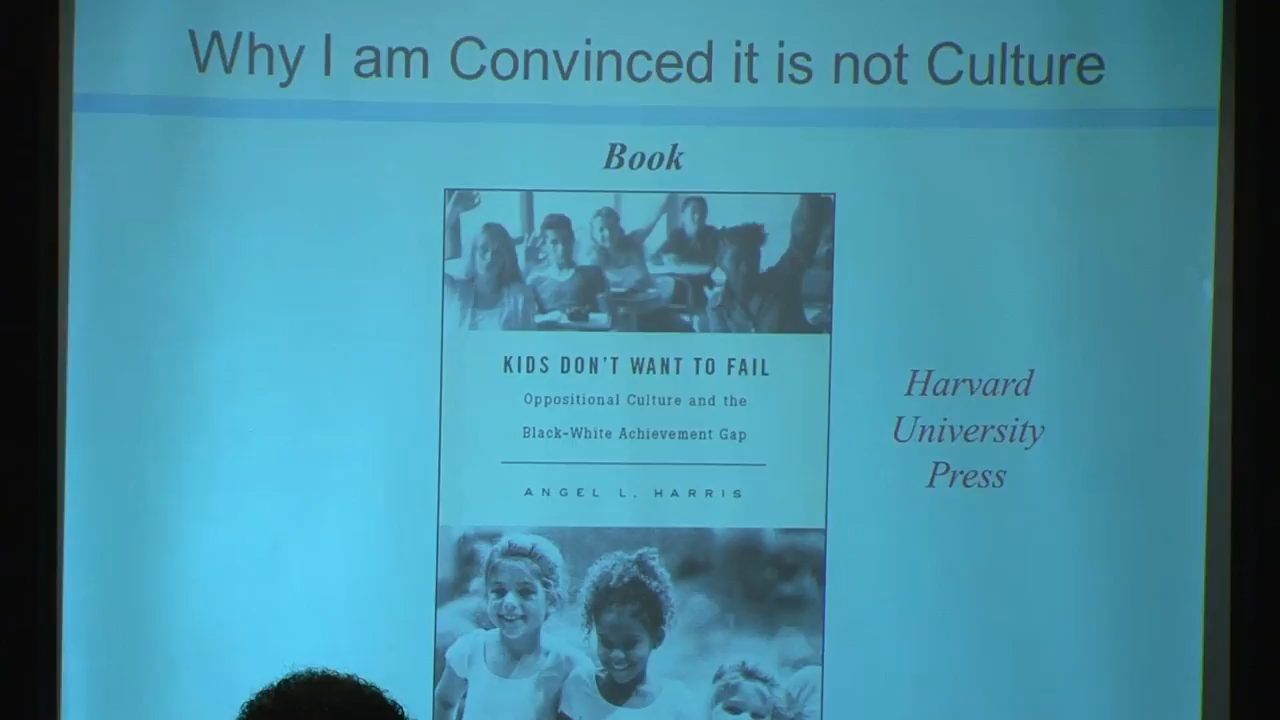 Why I am Convinced it is not Culture
Book
KIDS DON'T WANT TO FAIL
Oppositional Culture and the
Black-White Achievement Gap
ANGEL L. HARRIS
Harvard
University
Press